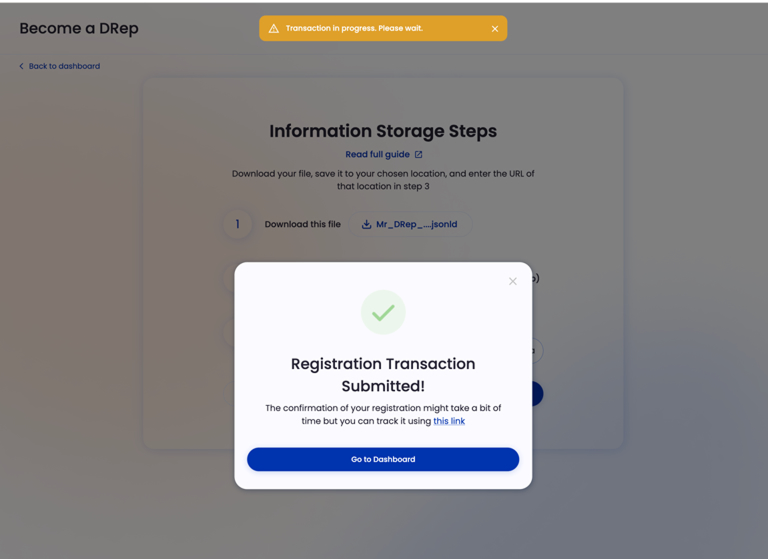 Become a DRep
Transaction in progress. Please wait.
Back to dashboard
Information Storage Steps
Read full guide
Download your file, save it to your chosen location, and enter the URL of
that location in step 3
1 Download this file Mr_DRep_....jsonld
Registration Transaction
Submitted!
The confirmation of your registration might take a bit of
time but you can track it using this link
Go to Dashboard